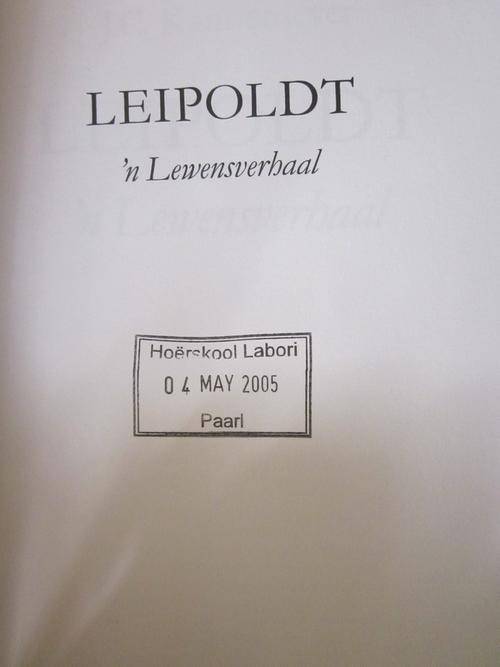 LEIPOLDT
'n Lewensverhaal
Hoërskool Labori
04 MAY 2005
Paarl